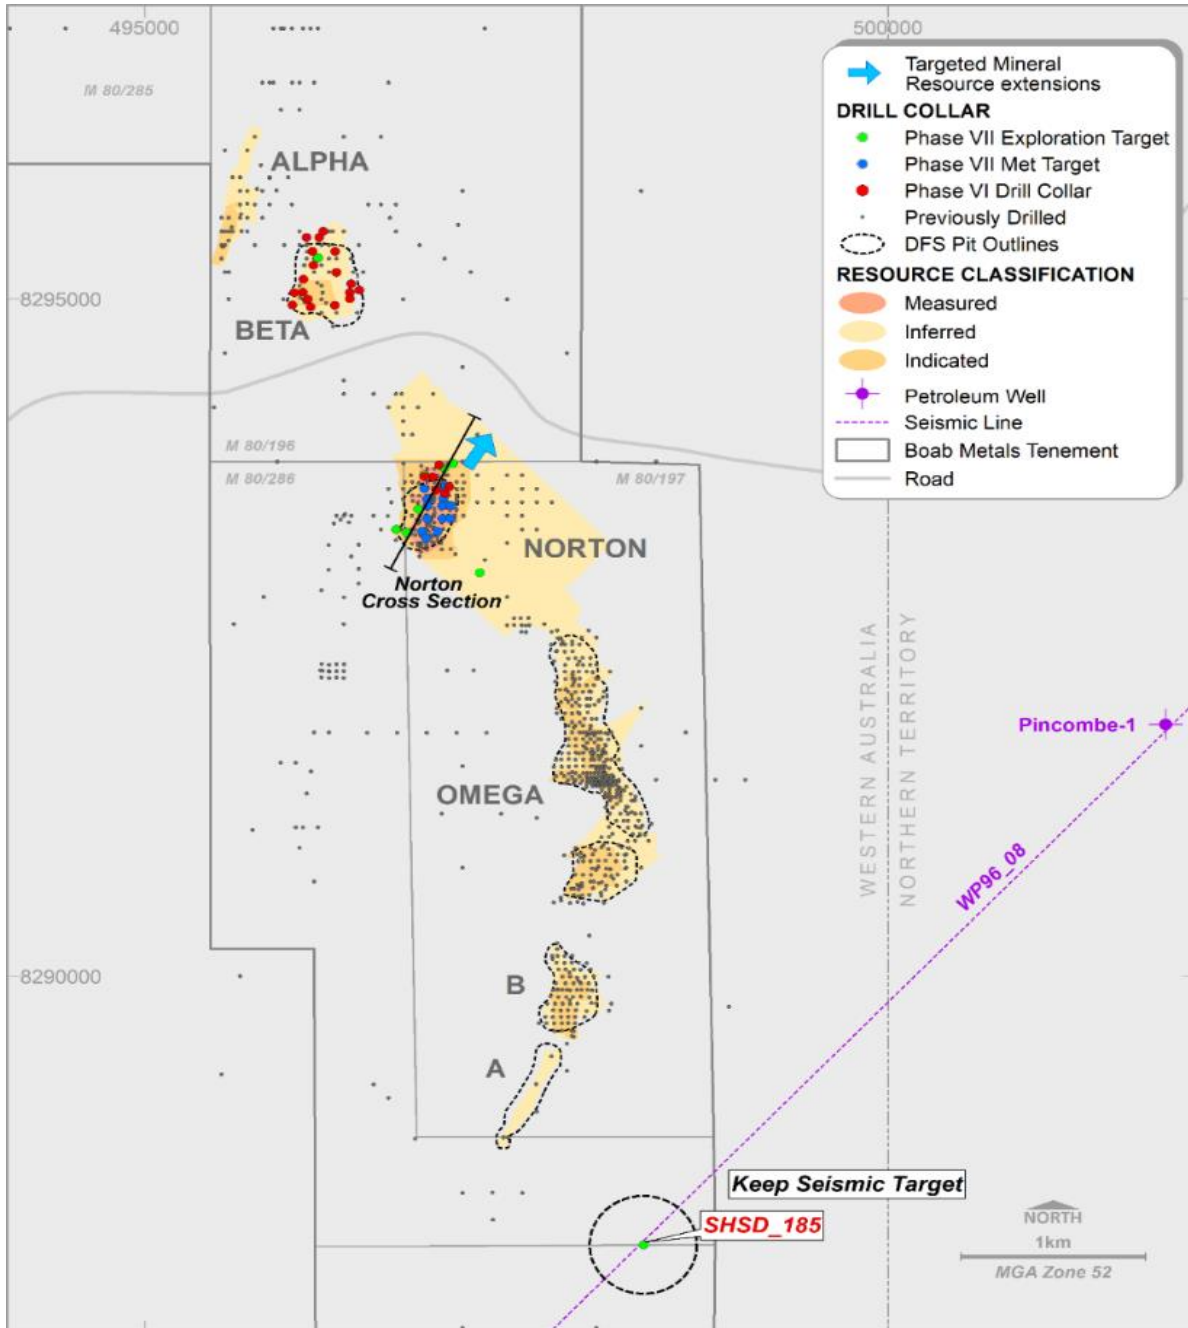 495000
500000
M 80/285
ALPHA
8295000
BETA
Targeted Mineral
Resource extensions
DRILL COLLAR
Phase VII Exploration Target
Phase VII Met Target
Phase VI Drill Collar
Previously Drilled
DFS Pit Outlines
RESOURCE CLASSIFICATION
Measured
Inferred
Indicated
Petroleum Well
Seismic Line
Boab Metals Tenement
Road
M 80/196
M 80/286
M 80/197
NORTON
Norton
Cross Section
WESTERN AUSTRALIA
NORTHERN TERRITORY
Pincombe-1
OMEGA
WP96_08
8290000
B
A
Keep Seismic Target
SHSD_185
NORTH
1km
MGA Zone 52